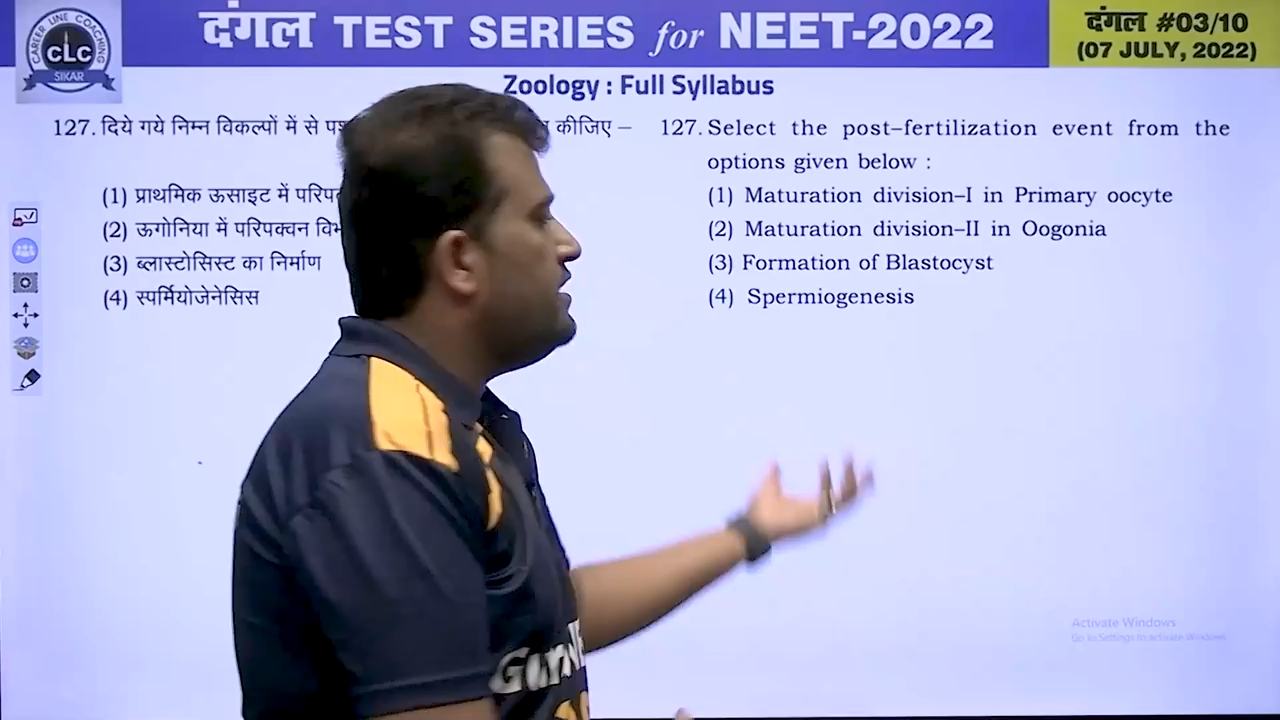 CAREER LINE COACHING
CLC
SIKAR
दंगल TEST SERIES for NEET-2022
दंगल #03/10
(07 JULY, 2022)
Zoology : Full Syllabus
127. दिये गये निम्न विकल्पों में से कीजिए –
(1) प्राथमिक ऊसाइट में
(2) ऊगोनिया में परिपक्वन
(3) ब्लास्टोसिस्ट का निर्माण
(4) स्पर्मियोजेनेसिस
127. Select the post–fertilization event from the
options given below :
(1) Maturation division–I in Primary oocyte
(2) Maturation division–II in Oogonia
(3) Formation of Blastocyst
(4) Spermiogenesis
Activate Windows
Go to Settings to activate Windows.